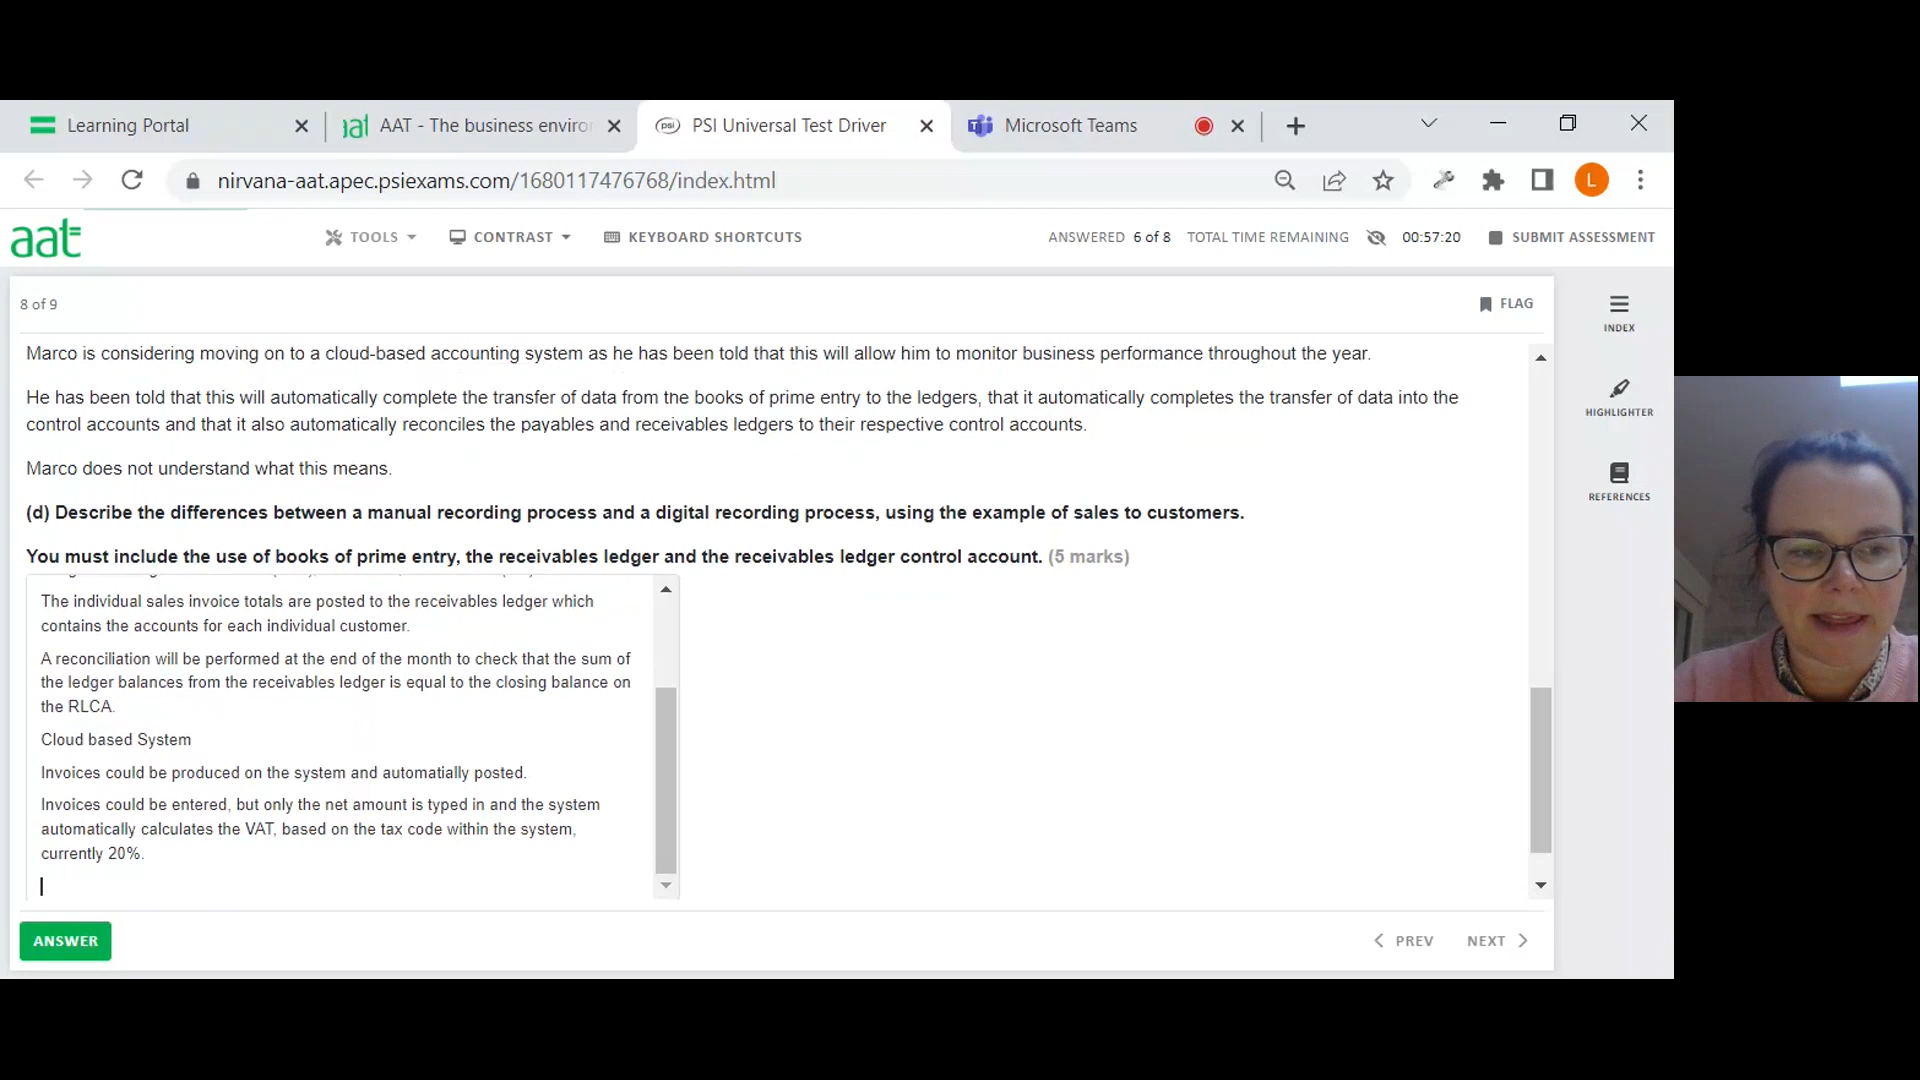 Learning Portal
aat AAT - The business enviro
psi PSI Universal Test Driver
Microsoft Teams
nirvana-aat.apec.psiexams.com/1680117476768/index.html
L
aat
TOOLS
CONTRAST
KEYBOARD SHORTCUTS
ANSWERED 6 of 8
TOTAL TIME REMAINING
00:57:20
SUBMIT ASSESSMENT
8 of 9
FLAG
INDEX
HIGHLIGHTER
REFERENCES
Marco is considering moving on to a cloud-based accounting system as he has been told that this will allow him to monitor business performance throughout the year.
He has been told that this will automatically complete the transfer of data from the books of prime entry to the ledgers, that it automatically completes the transfer of data into the
control accounts and that it also automatically reconciles the payables and receivables ledgers to their respective control accounts.
Marco does not understand what this means.
(d) Describe the differences between a manual recording process and a digital recording process, using the example of sales to customers.
You must include the use of books of prime entry, the receivables ledger and the receivables ledger control account. (5 marks)
The individual sales invoice totals are posted to the receivables ledger which
contains the accounts for each individual customer.
A reconciliation will be performed at the end of the month to check that the sum of
the ledger balances from the receivables ledger is equal to the closing balance on
the RLCA.
Cloud based System
Invoices could be produced on the system and automatially posted.
Invoices could be entered, but only the net amount is typed in and the system
automatically calculates the VAT, based on the tax code within the system,
currently 20%.
ANSWER
PREV
NEXT